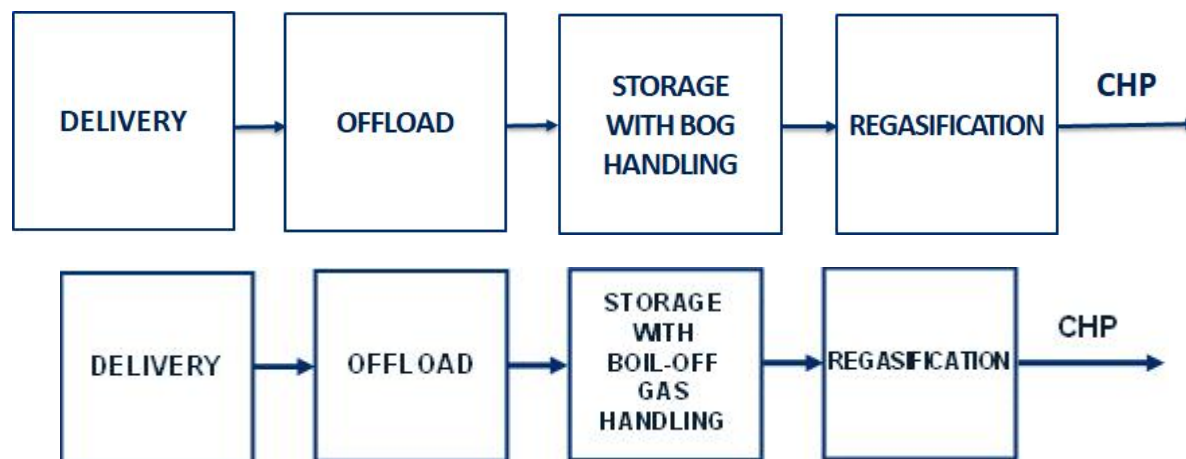 DELIVERY
OFFLOAD
STORAGE
WITH BOG
HANDLING
REGASIFICATION
CHP
DELIVERY
OFFLOAD
STORAGE
WITH
BOIL-OFF
GAS
HANDLING
REGASIFICATION
CHP